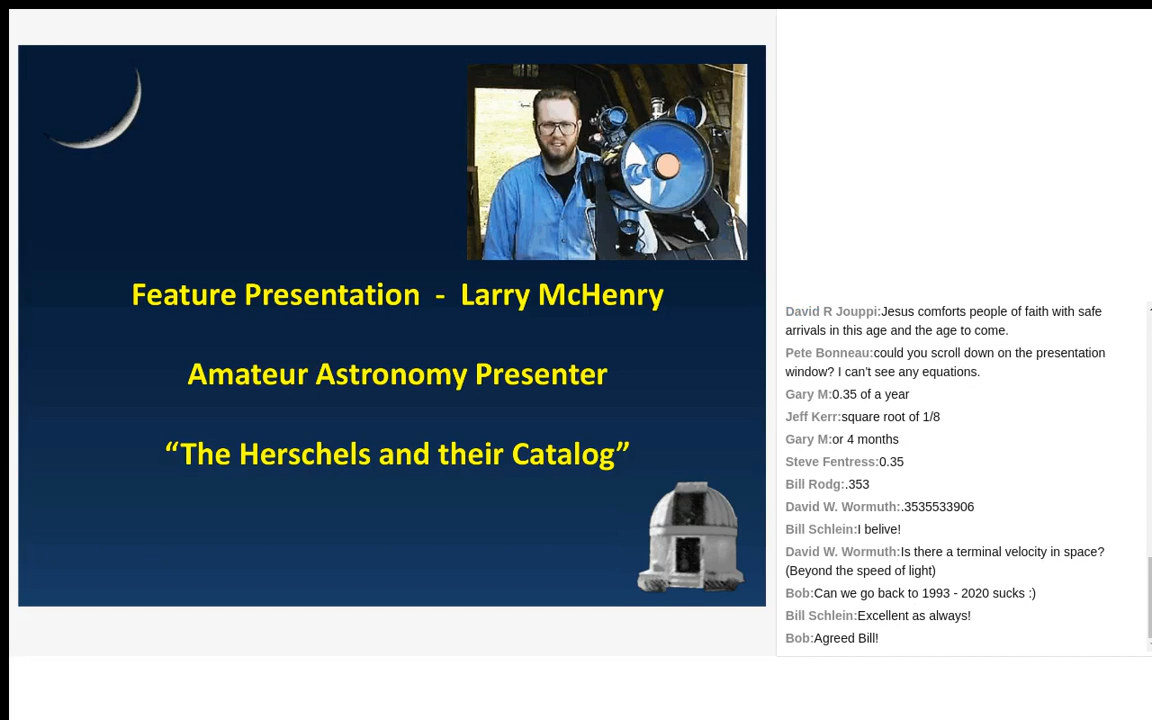 Feature Presentation - Larry McHenry
Amateur Astronomy Presenter
“The Herschels and their Catalog”
David R Jouppi:Jesus comforts people of faith with safe
arrivals in this age and the age to come.
Pete Bonneau:could you scroll down on the presentation
window? I can't see any equations.
Gary M:0.35 of a year
Jeff Kerr:square root of 1/8
Gary M:or 4 months
Steve Fentress:0.35
Bill Rodg:.353
David W. Wormuth:.3535533906
Bill Schlein:I belive!
David W. Wormuth:Is there a terminal velocity in space?
(Beyond the speed of light)
Bob:Can we go back to 1993 - 2020 sucks :)
Bill Schlein:Excellent as always!
Bob:Agreed Bill!